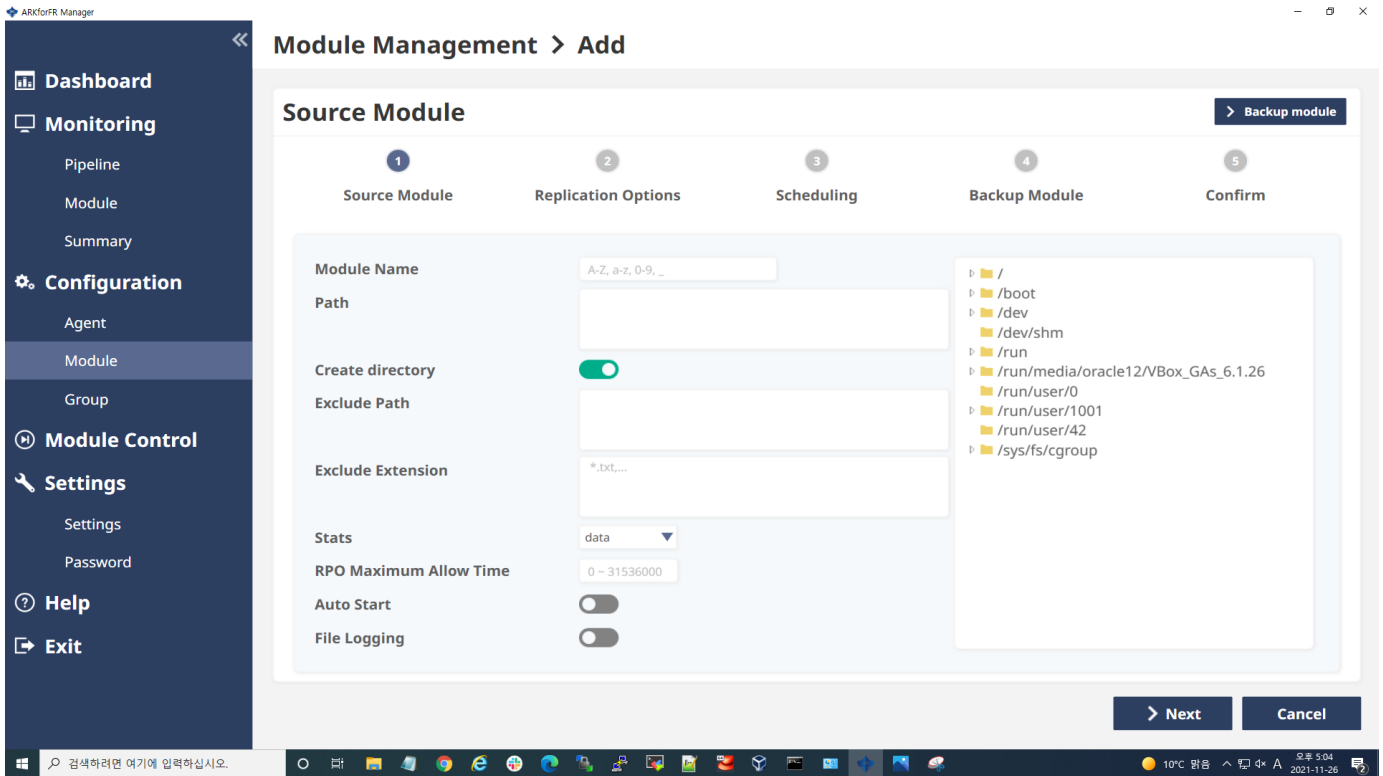 ARKforFR Manager
Module Management > Add
Dashboard
Monitoring
Pipeline
Module
Summary
Configuration
Agent
Module
Group
Module Control
Settings
Settings
Password
Help
Exit
Source Module
> Backup module
1
2
3
4
5
Source Module
Replication Options
Scheduling
Backup Module
Confirm
Module Name
A-Z, a-z, 0-9, _
Path
Create directory
Exclude Path
Exclude Extension
*.txt,...
Stats
data
RPO Maximum Allow Time
0 ~ 31536000
Auto Start
File Logging
/
/boot
/dev
/dev/shm
/run
/run/media/oracle12/VBox_GAs_6.1.26
/run/user/0
/run/user/1001
/run/user/42
/sys/fs/cgroup
> Next
Cancel
검색하려면 여기에 입력하십시오.
10°C 맑음
A
오후 5:04
2021-11-26
2